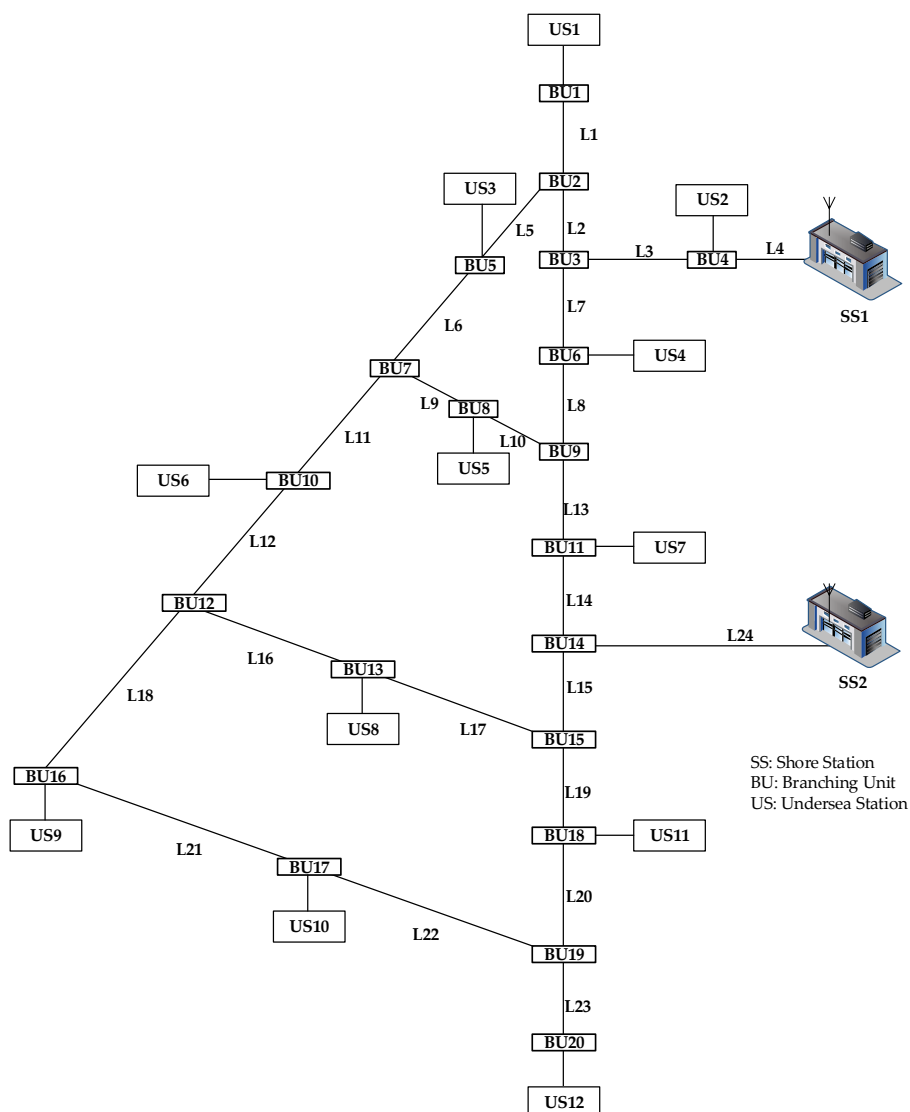 US1
BU1
L1
BU2
US3
US2
L5
L2
BU5
BU3
L3
BU4
L4
SS1
L7
L6
BU6
US4
BU7
L9
BU8
L8
L11
L10
BU9
US5
US6
BU10
L13
L12
BU11
US7
BU12
L14
L16
BU13
BU14
L24
SS2
L18
L15
US8
L17
BU15
BU16
SS: Shore Station
BU: Branching Unit
US: Undersea Station
L19
US9
BU18
US11
L21
BU17
L20
US10
L22
BU19
L23
BU20
US12